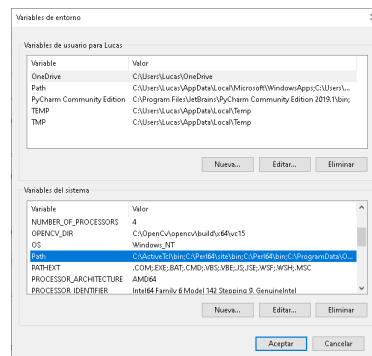 Variables de entorno
Variables de usuario para Lucas
Variable Valor
OneDrive C:\Users\Lucas\OneDrive
Path C:\Users\Lucas\AppData\Local\Microsoft\WindowsApps;C:\Users\...
PyCharm Community Edition C:\Program Files\JetBrains\PyCharm Community Edition 2019.1\bin;
TEMP C:\Users\Lucas\AppData\Local\Temp
TMP C:\Users\Lucas\AppData\Local\Temp
Nueva... Editar... Eliminar
Variables del sistema
Variable Valor
NUMBER_OF_PROCESSORS 4
OPENCV_DIR C:\OpenCv\opencv\build\x64\vc15
OS Windows_NT
Path C:\ActiveTcl\bin;C:\Perl64\site\bin;C:\Perl64\bin;C:\ProgramData\O...
PATHEXT .COM;.EXE;.BAT;.CMD;.VBS;.VBE;.JS;.JSE;.WSF;.WSH;.MSC
PROCESSOR_ARCHITECTURE AMD64
PROCESSOR_IDENTIFIER Intel64 Family 6 Model 142 Stepping 9, GenuineIntel
Nueva... Editar... Eliminar
Aceptar Cancelar